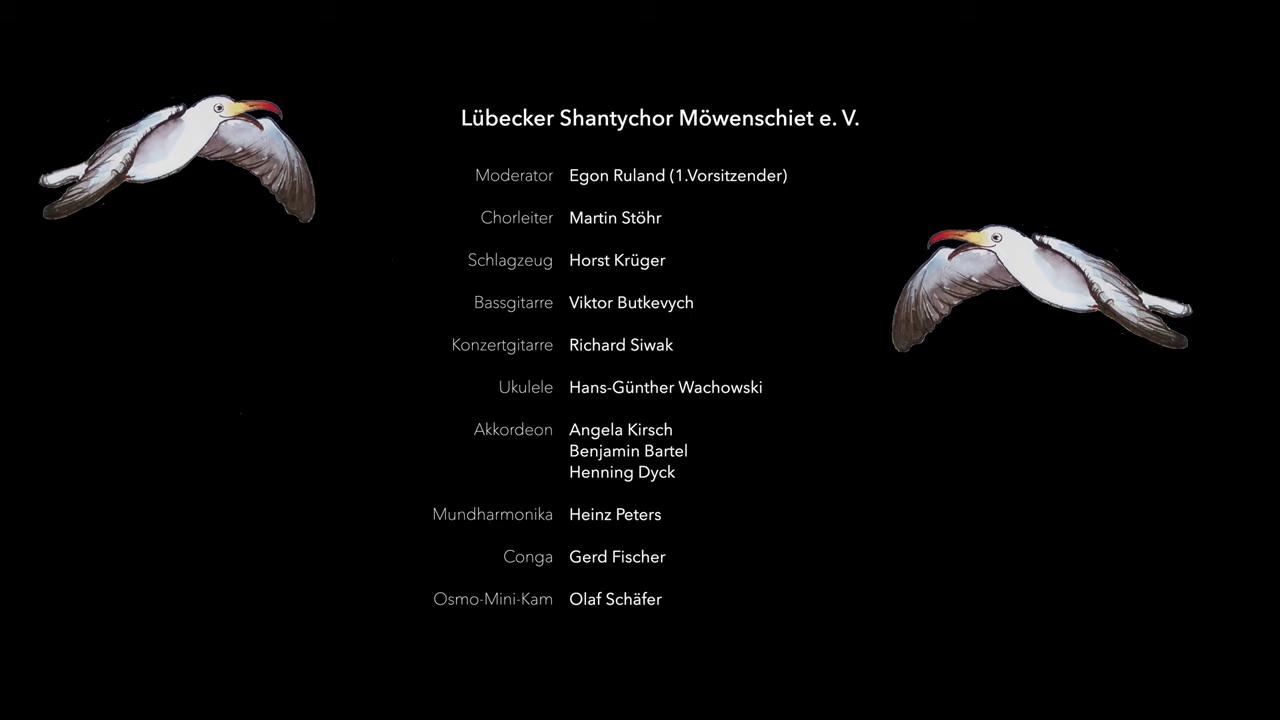 Lübecker Shantychor Möwenschiet e. V.
Moderator Egon Ruland (1.Vorsitzender)
Chorleiter Martin Stöhr
Schlagzeug Horst Krüger
Bassgitarre Viktor Butkevych
Konzertgitarre Richard Siwak
Ukulele Hans-Günther Wachowski
Akkordeon Angela Kirsch
Benjamin Bartel
Henning Dyck
Mundharmonika Heinz Peters
Conga Gerd Fischer
Osmo-Mini-Kam Olaf Schäfer